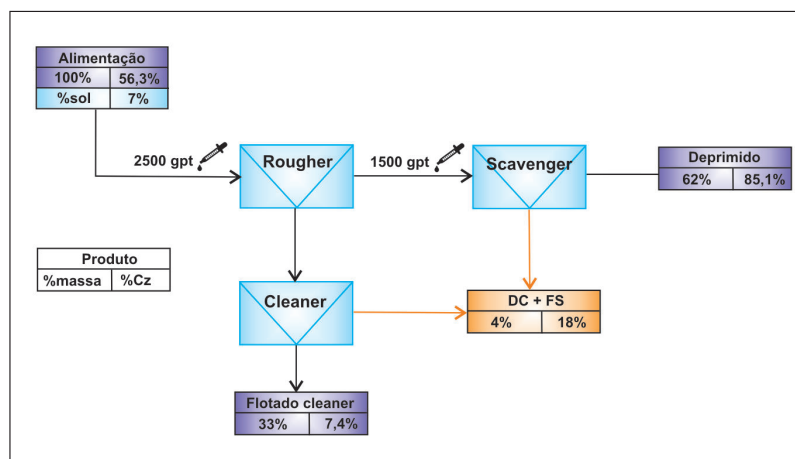 Alimentação
100% 56,3%
%sol 7%
2500 gpt
Rougher
1500 gpt
Scavenger
Deprimido
62% 85,1%
Produto
%massa %Cz
Cleaner
DC + FS
4% 18%
Flotado cleaner
33% 7,4%